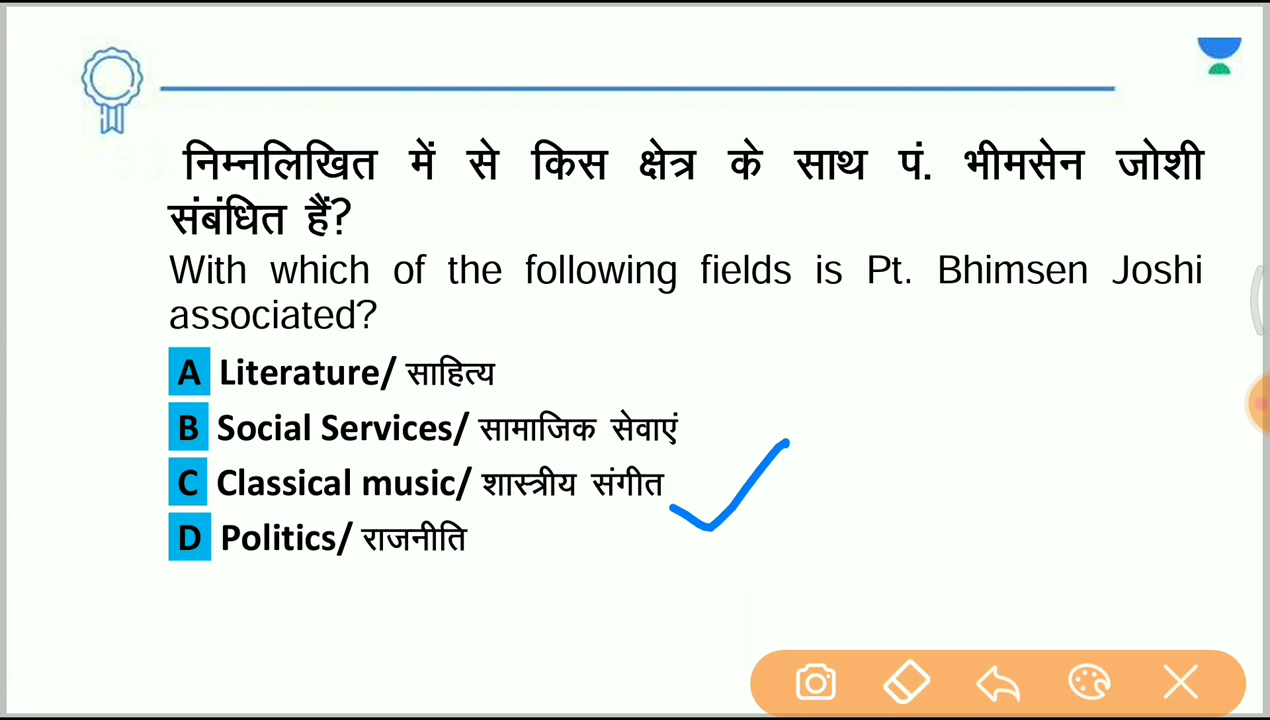 निम्नलिखित में से किस क्षेत्र के साथ पं. भीमसेन जोशी
संबंधित हैं?
With which of the following fields is Pt. Bhimsen Joshi
associated?
A Literature/ साहित्य
B Social Services/ सामाजिक सेवाएं
C Classical music/ शास्त्रीय संगीत
D Politics/ राजनीति